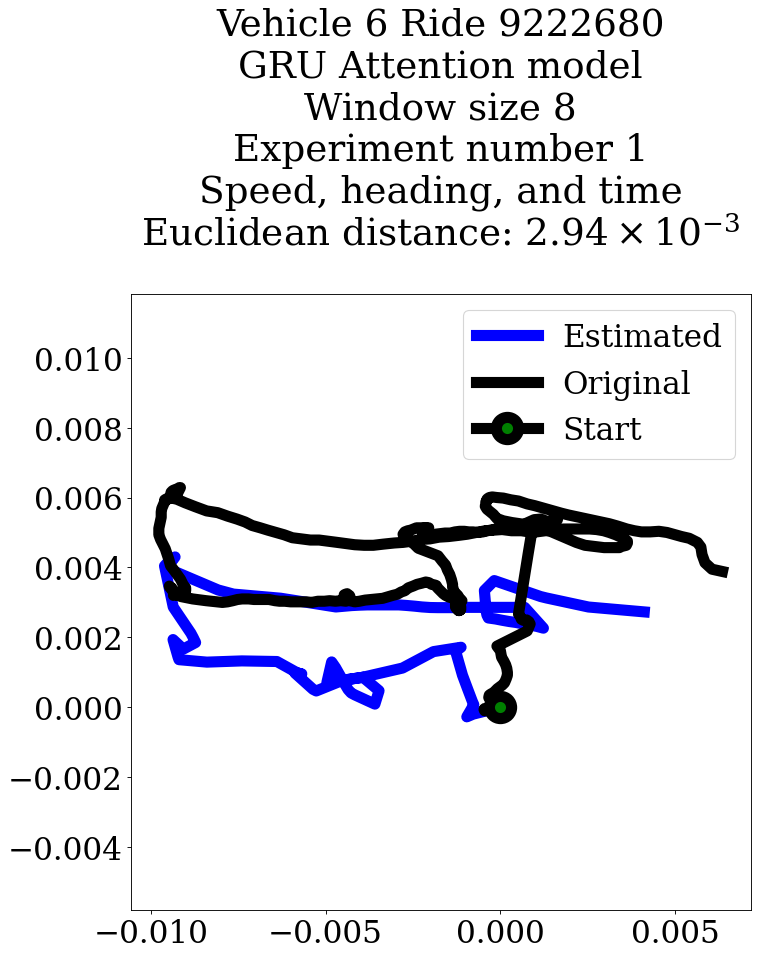 Vehicle 6 Ride 9222680
GRU Attention model
Window size 8
Experiment number 1
Speed, heading, and time
Euclidean distance: 2.94 × 10⁻³
Estimated
Original
Start
0.010
0.008
0.006
0.004
0.002
0.000
−0.002
−0.004
−0.010 −0.005 0.000 0.005